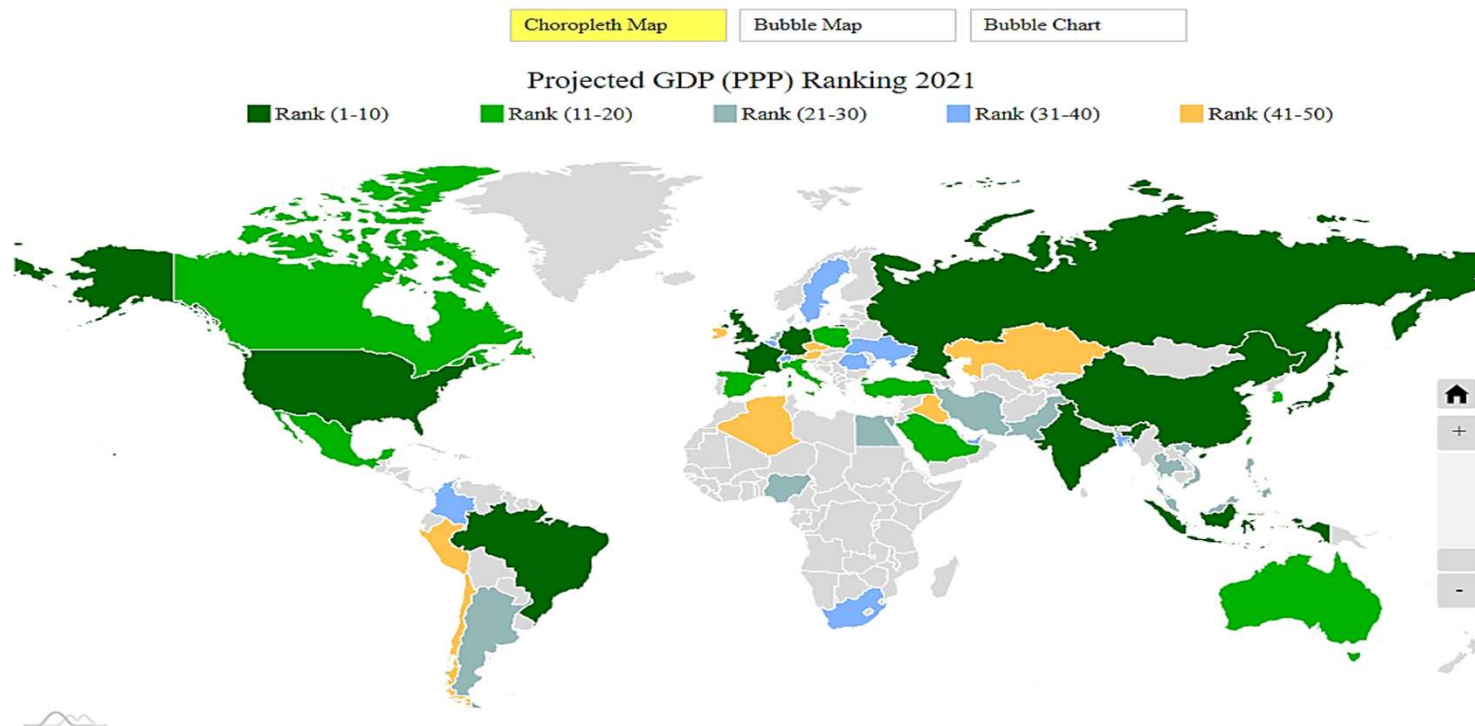 Choropleth Map Bubble Map Bubble Chart
Projected GDP (PPP) Ranking 2021
Rank (1-10) Rank (11-20) Rank (21-30) Rank (31-40) Rank (41-50)
+
-